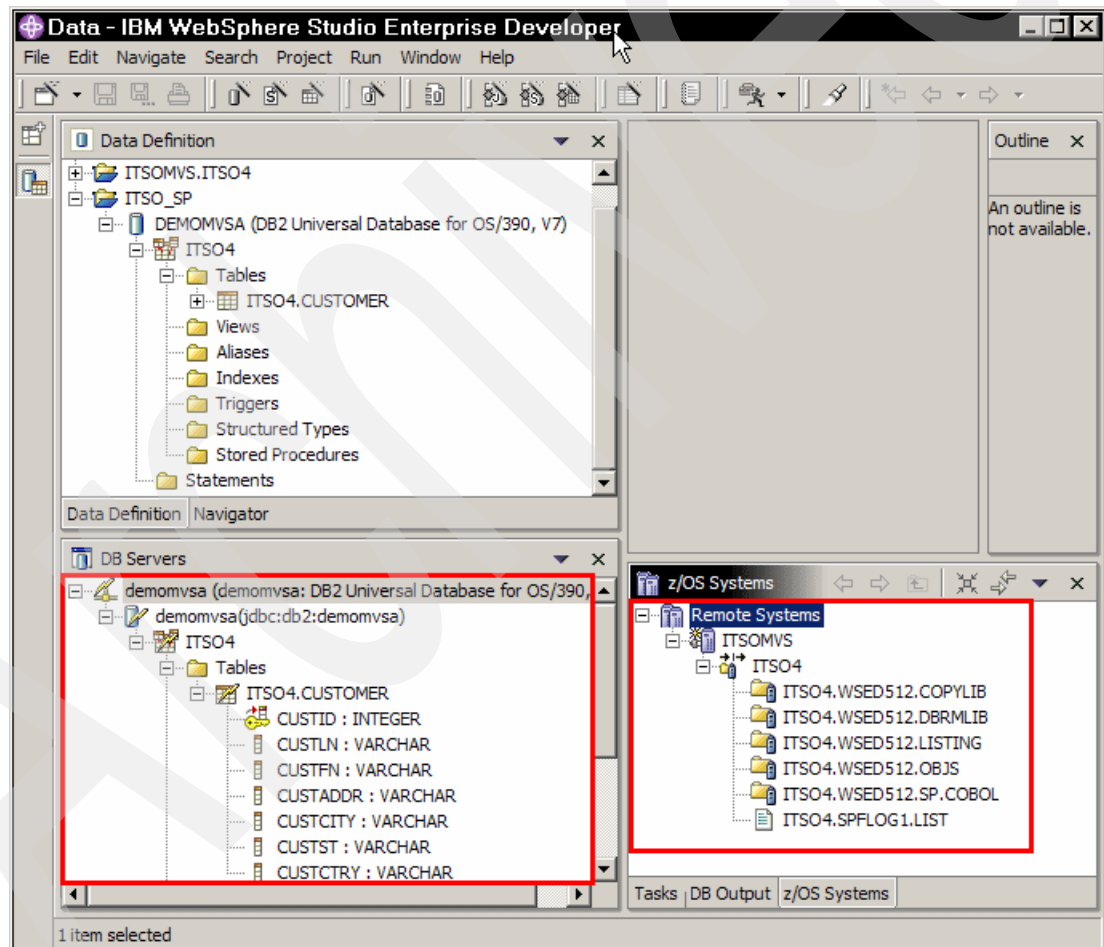 Data - IBM WebSphere Studio Enterprise Developer
File Edit Navigate Search Project Run Window Help
Data Definition
ITSOMVS.ITSO4
ITSO_SP
DEMOMVSA (DB2 Universal Database for OS/390, V7)
ITSO4
Tables
ITSO4.CUSTOMER
Views
Aliases
Indexes
Triggers
Structured Types
Stored Procedures
Statements
Data Definition Navigator
Outline
An outline is
not available.
DB Servers
demomvsa (demomvsa: DB2 Universal Database for OS/390,
demomvsa(jdbc:db2:demomvsa)
ITSO4
Tables
ITSO4.CUSTOMER
CUSTID : INTEGER
CUSTLN : VARCHAR
CUSTFN : VARCHAR
CUSTADDR : VARCHAR
CUSTCITY : VARCHAR
CUSTST : VARCHAR
CUSTCTRY : VARCHAR
z/OS Systems
Remote Systems
ITSOMVS
ITSO4
ITSO4.WSED512.COPYLIB
ITSO4.WSED512.DBRMLIB
ITSO4.WSED512.LISTING
ITSO4.WSED512.OBJS
ITSO4.WSED512.SP.COBOL
ITSO4.SPFLOG1.LIST
Tasks DB Output z/OS Systems
1 item selected